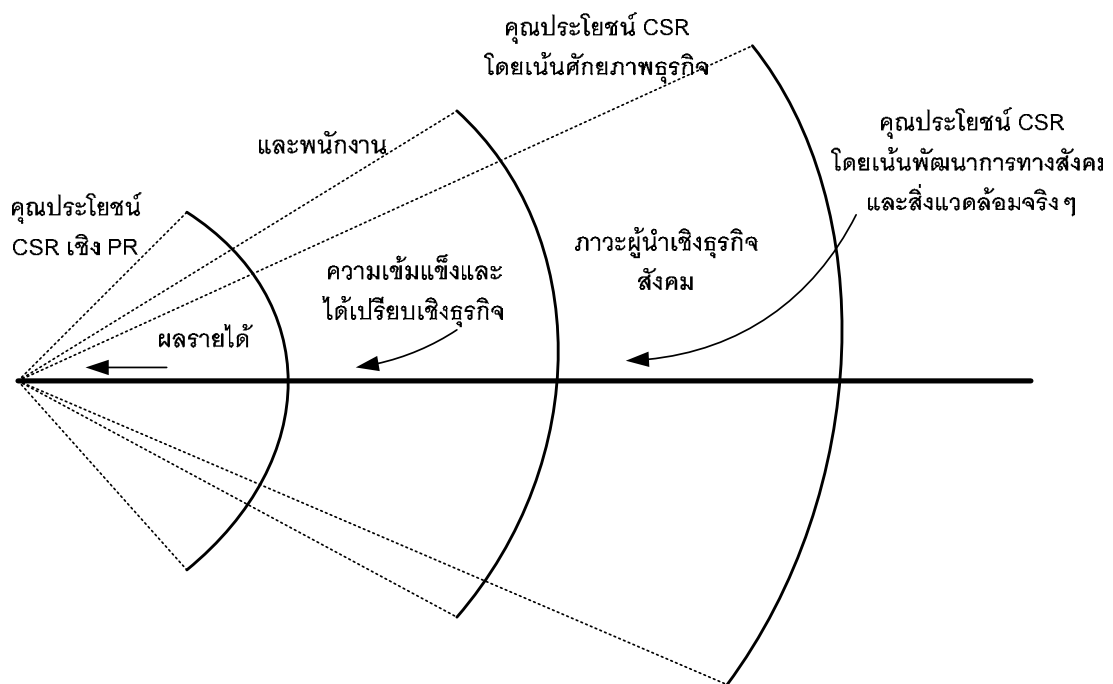 คุณประโยชน์ CSR
โดยเน้นศักยภาพธุรกิจ
คุณประโยชน์ CSR
โดยเน้นพัฒนาการทางสังคม
และสิ่งแวดล้อมจริง ๆ
และพนักงาน
คุณประโยชน์
CSR เชิง PR
ภาวะผู้นำเชิงธุรกิจ
สังคม
ความเข้มแข็งและ
ได้เปรียบเชิงธุรกิจ
ผลรายได้